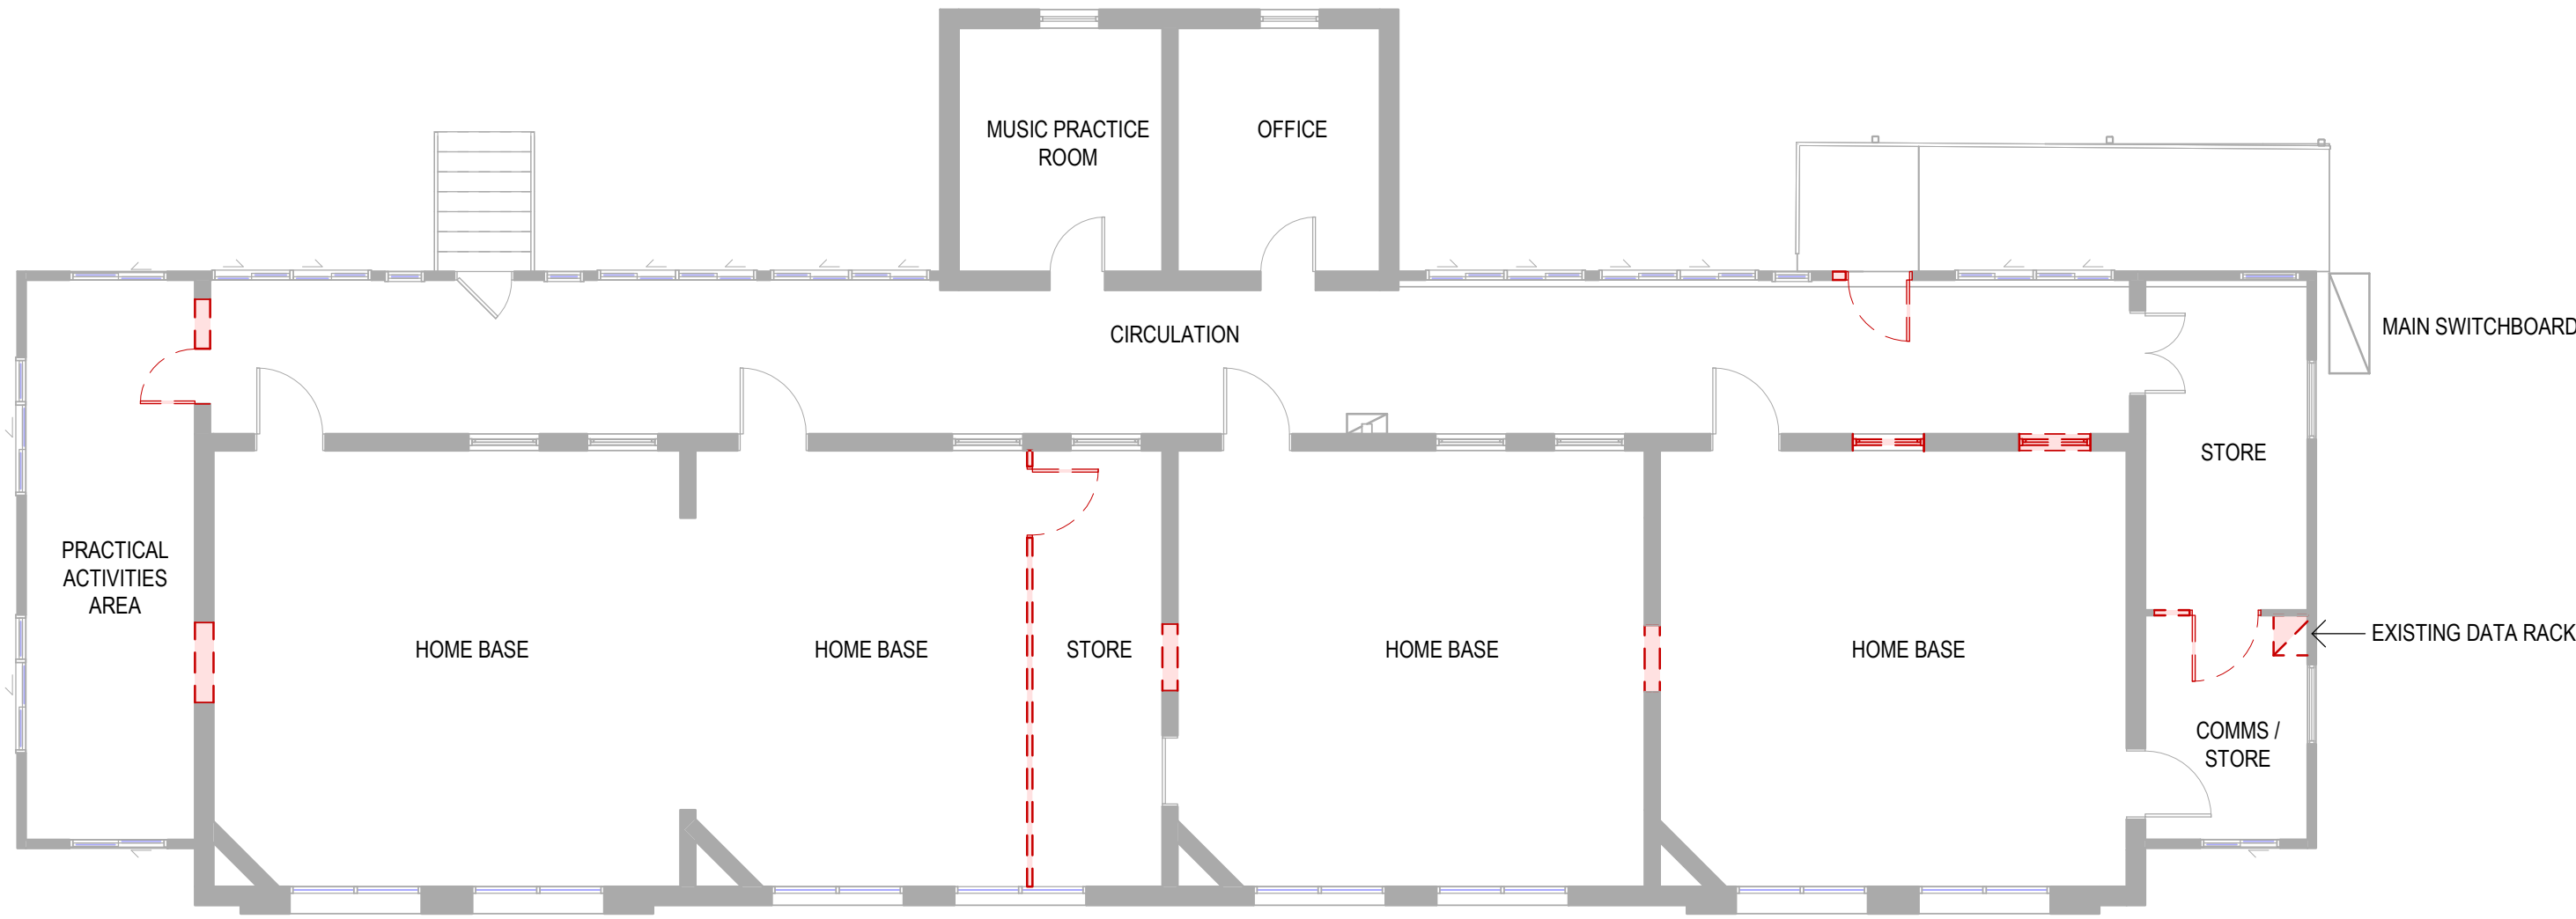 MUSIC PRACTICE
ROOM
OFFICE
CIRCULATION
MAIN SWITCHBOARD
STORE
PRACTICAL
ACTIVITIES
AREA
HOME BASE
HOME BASE
STORE
HOME BASE
HOME BASE
EXISTING DATA RACK
COMMS /
STORE